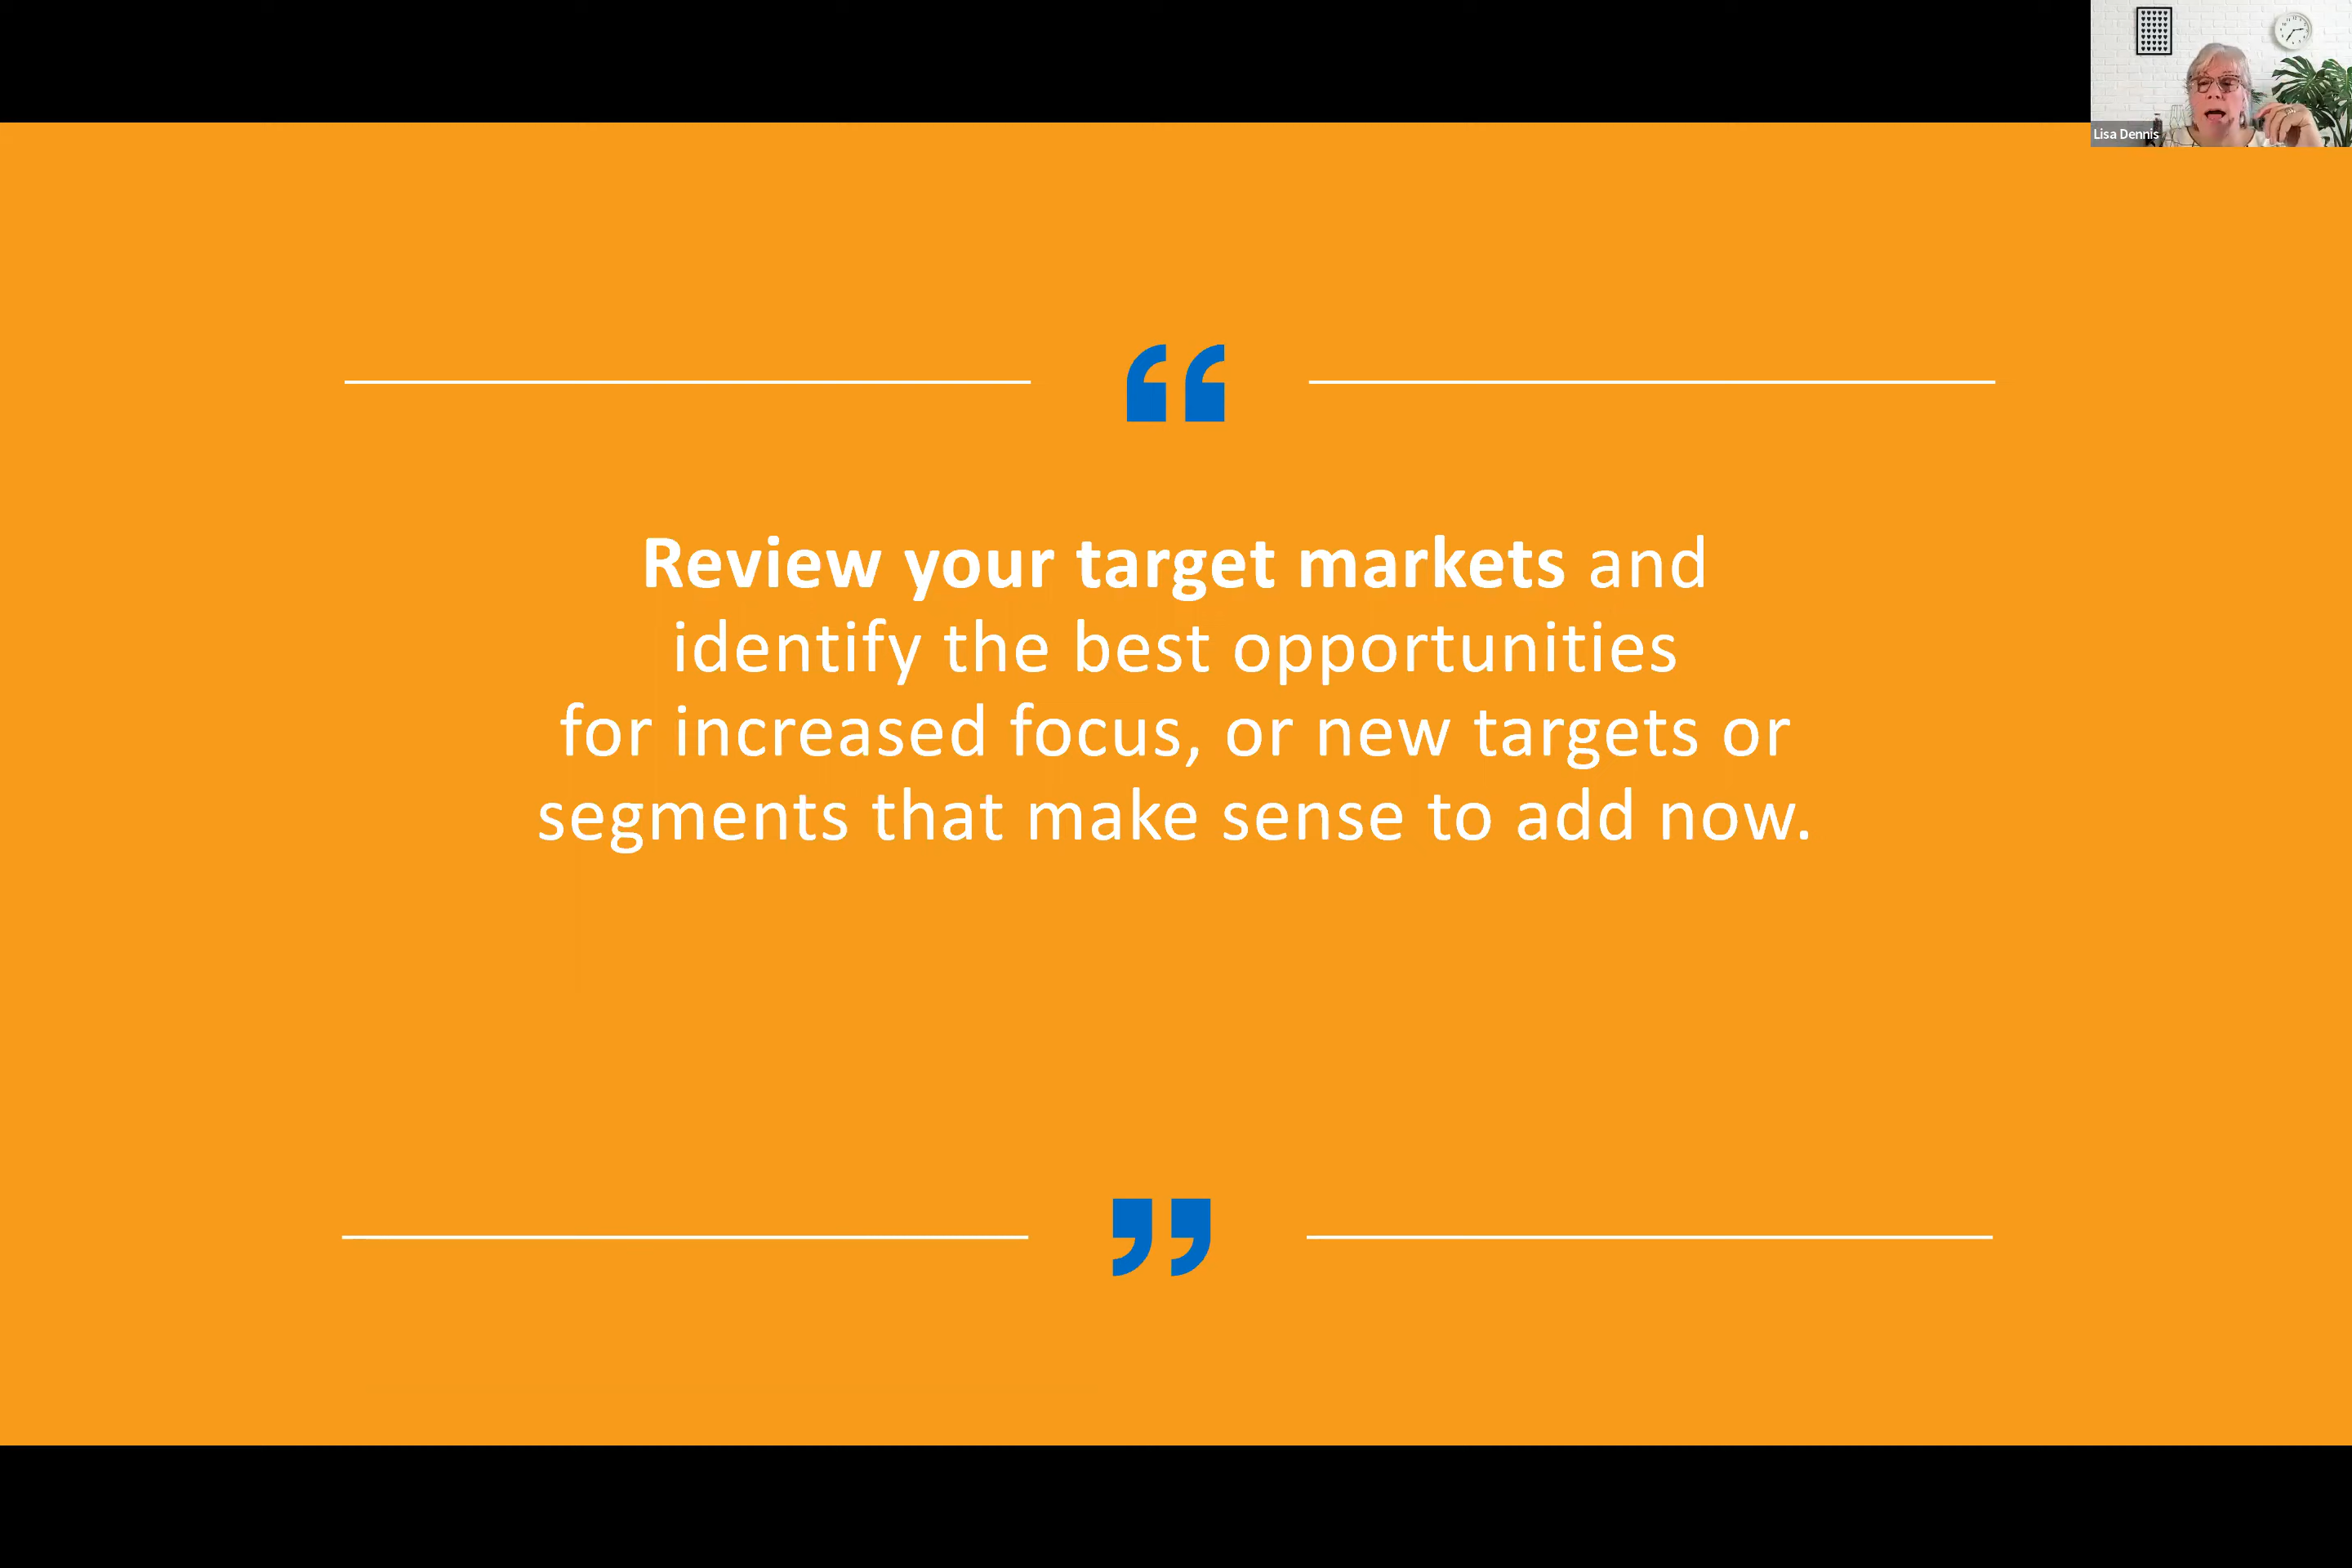 Lisa Dennis
“
Review your target markets and
identify the best opportunities
for increased focus, or new targets or
segments that make sense to add now.
”